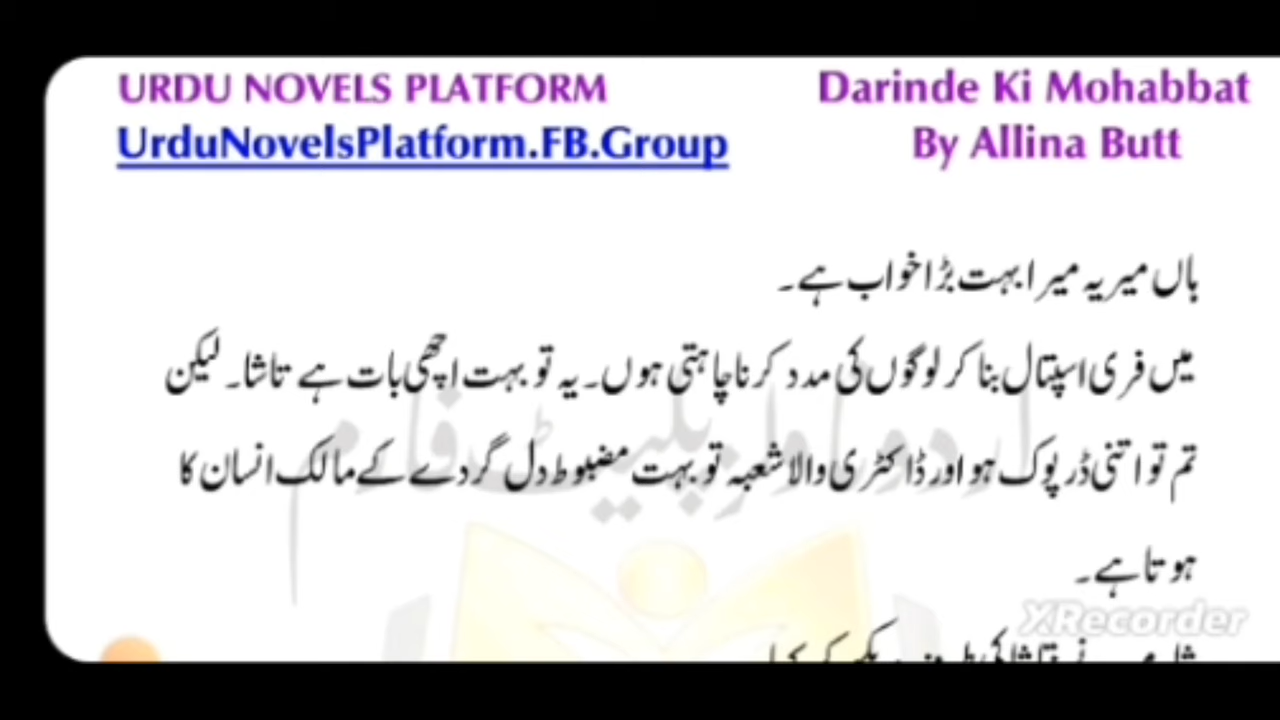 URDU NOVELS PLATFORM
Darinde Ki Mohabbat
UrduNovelsPlatform.FB.Group
By Allina Butt
ہاں میر یہ میرا بہت بڑا خواب ہے۔
میں فری اسپتال بنا کر لوگوں کی مدد کرنا چاہتی ہوں۔ یہ تو بہت اچھی بات ہے تاشا۔ لیکن
تم تو اتنی ڈرپوک ہو اور ڈاکٹری والا شعبہ تو بہت مضبوط دل گردے کے مالک انسان کا
ہوتا ہے۔
XRecorder